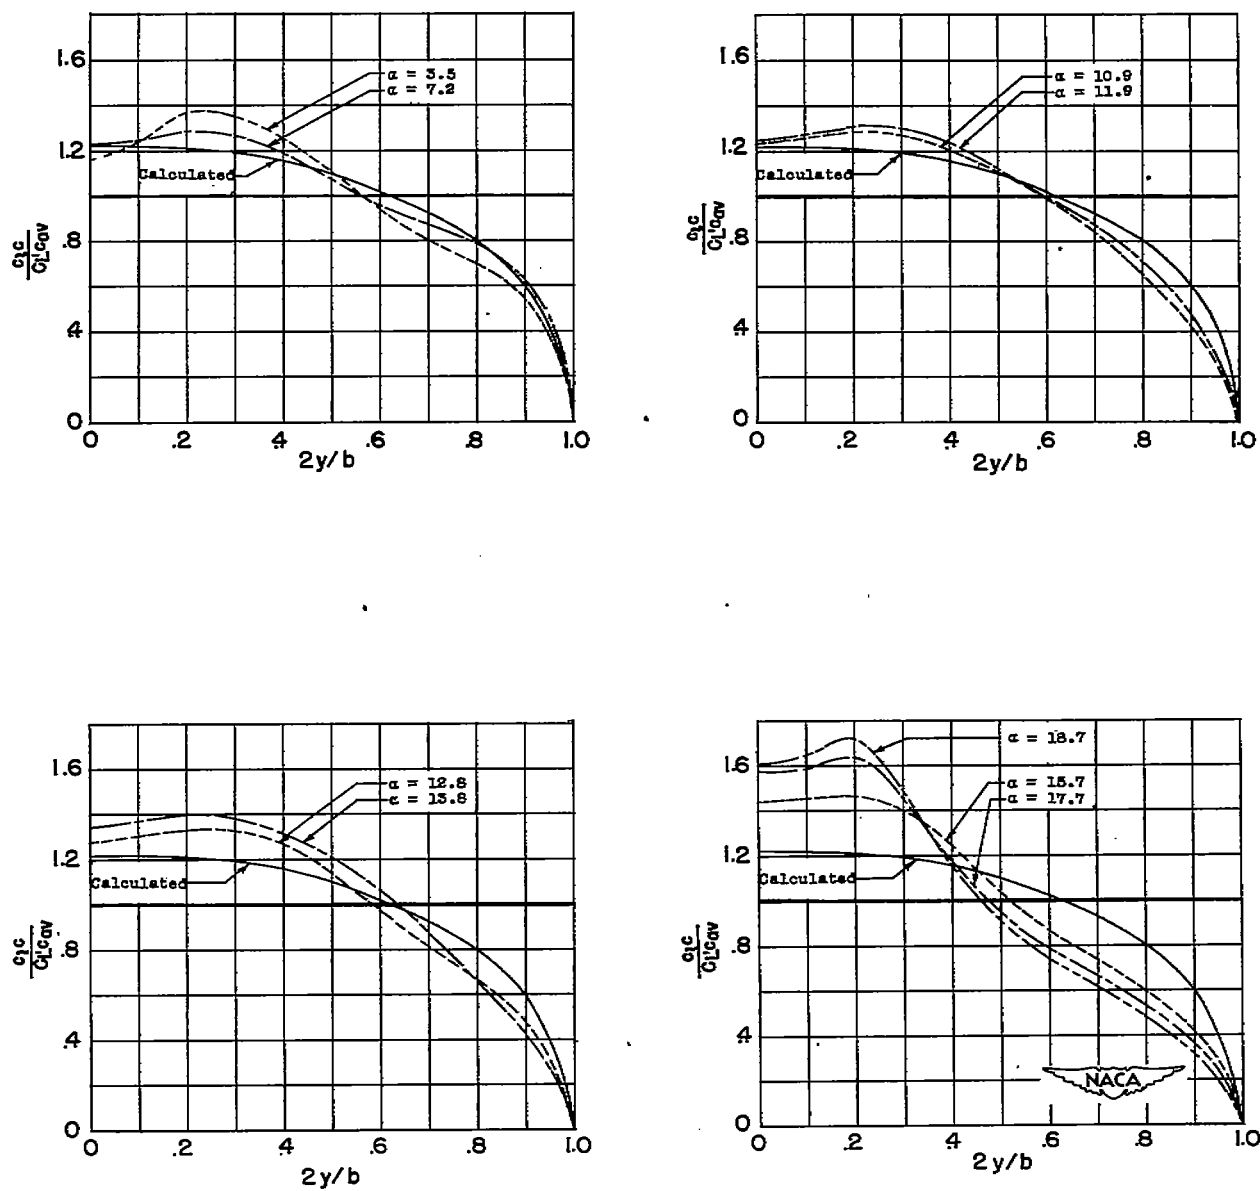 1.6
1.2
.8
.4
0
c_l c
C_L' c_av
α = 3.5
α = 7.2
Calculated
0 .2 .4 .6 .8 1.0
2y/b
1.6
1.2
.8
.4
0
c_l c
C_L' c_av
α = 10.9
α = 11.9
Calculated
0 .2 .4 .6 .8 1.0
2y/b
1.6
1.2
.8
.4
0
c_l c
C_L' c_av
α = 12.8
α = 13.8
Calculated
0 .2 .4 .6 .8 1.0
2y/b
1.6
1.2
.8
.4
0
c_l c
C_L' c_av
α = 18.7
α = 15.7
α = 17.7
Calculated
NACA
0 .2 .4 .6 .8 1.0
2y/b